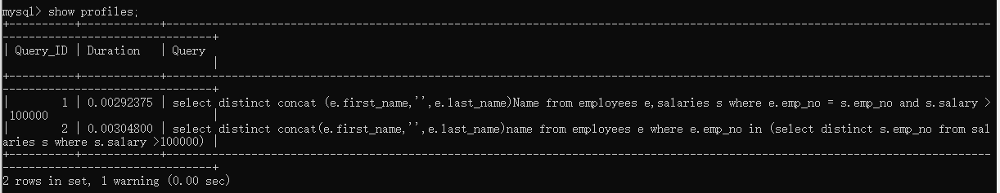 mysql> show profiles;
+----------+------------+---------------------------------------------------------------------------------------------------------------------------------
---------------------------------+
| Query_ID | Duration   | Query
                                 |
+----------+------------+---------------------------------------------------------------------------------------------------------------------------------
---------------------------------+
|        1 | 0.00292375 | select distinct concat (e.first_name,'',e.last_name)Name from employees e,salaries s where e.emp_no = s.emp_no and s.salary >
 100000                          |
|        2 | 0.00304800 | select distinct concat(e.first_name,'',e.last_name)name from employees e where e.emp_no in (select distinct s.emp_no from sal
aries s where s.salary >100000)  |
+----------+------------+---------------------------------------------------------------------------------------------------------------------------------
---------------------------------+
2 rows in set, 1 warning (0.00 sec)